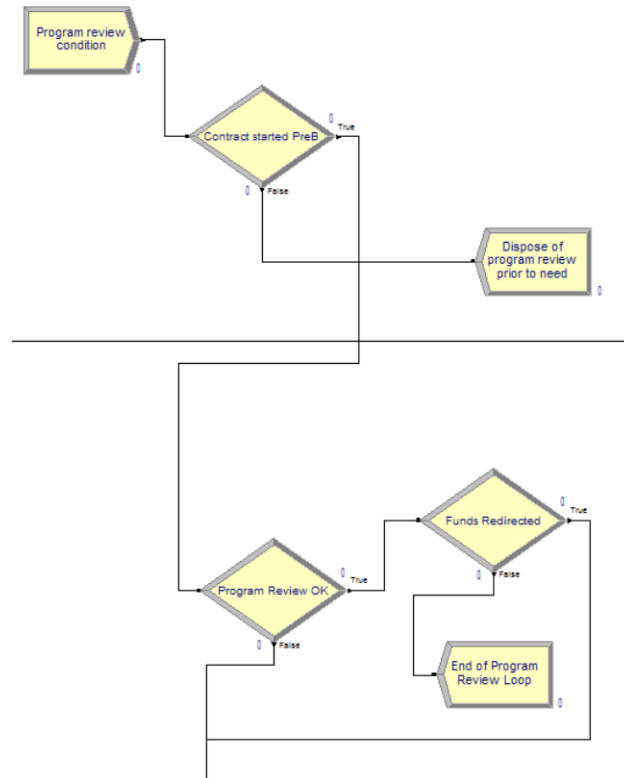 Program review
condition
0
0
Contract started PreB
True
0
False
Dispose of
program review
prior to need
0
0
Funds Redirected
True
0
False
0
Program Review OK
True
0
False
End of Program
Review Loop
0